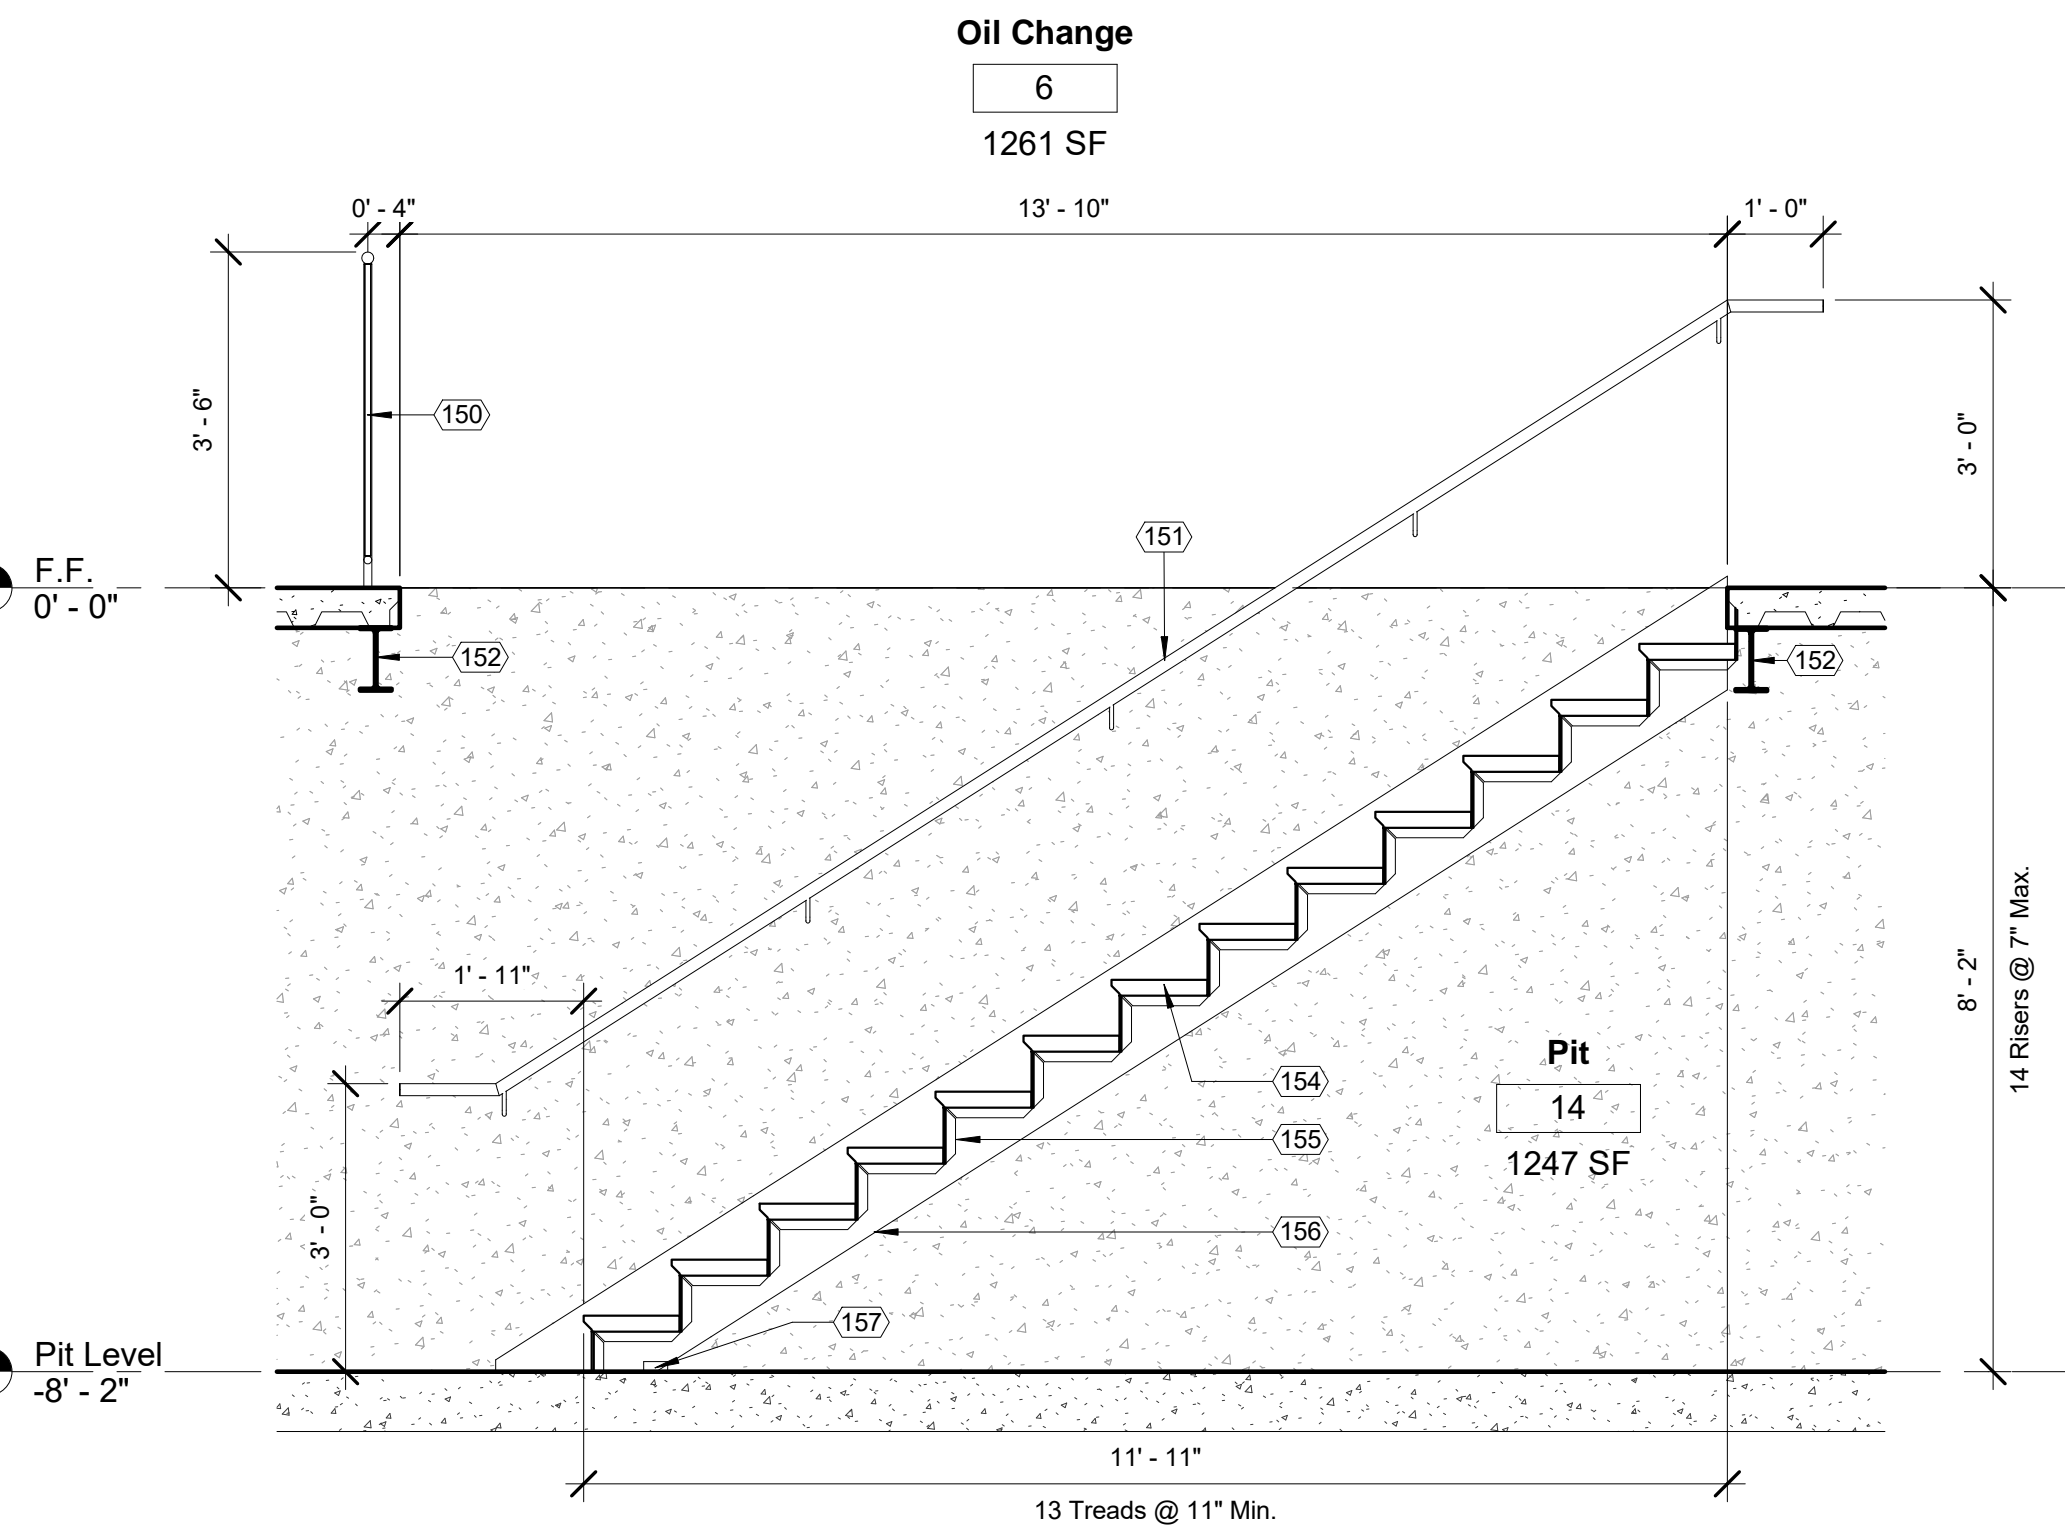 Oil Change
6
1261 SF
0' - 4"
13' - 10"
1' - 0"
3' - 6"
150
3' - 0"
151
F.F.
0' - 0"
152
152
14 Risers @ 7" Max.
8' - 2"
1' - 11"
Pit
14
1247 SF
154
155
3' - 0"
156
157
Pit Level
-8' - 2"
11' - 11"
13 Treads @ 11" Min.